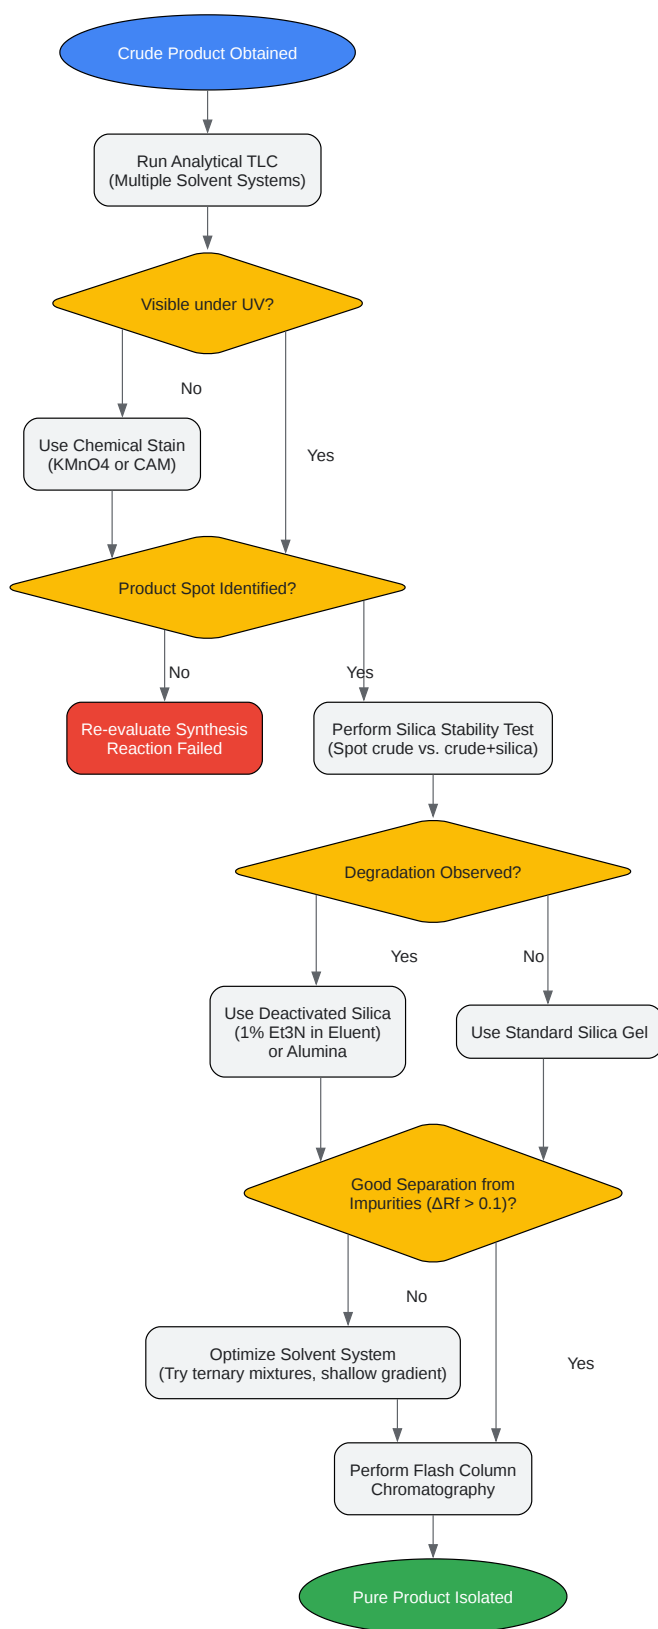 Crude Product Obtained
Run Analytical TLC
(Multiple Solvent Systems)
Visible under UV?
No
Use Chemical Stain
(KMnO4 or CAM)
Yes
Product Spot Identified?
No
Yes
Re-evaluate Synthesis
Reaction Failed
Perform Silica Stability Test
(Spot crude vs. crude+silica)
Degradation Observed?
Yes
No
Use Deactivated Silica
(1% Et3N in Eluent)
or Alumina
Use Standard Silica Gel
Good Separation from
Impurities (ΔRf > 0.1)?
No
Optimize Solvent System
(Try ternary mixtures, shallow gradient)
Yes
Perform Flash Column
Chromatography
Pure Product Isolated